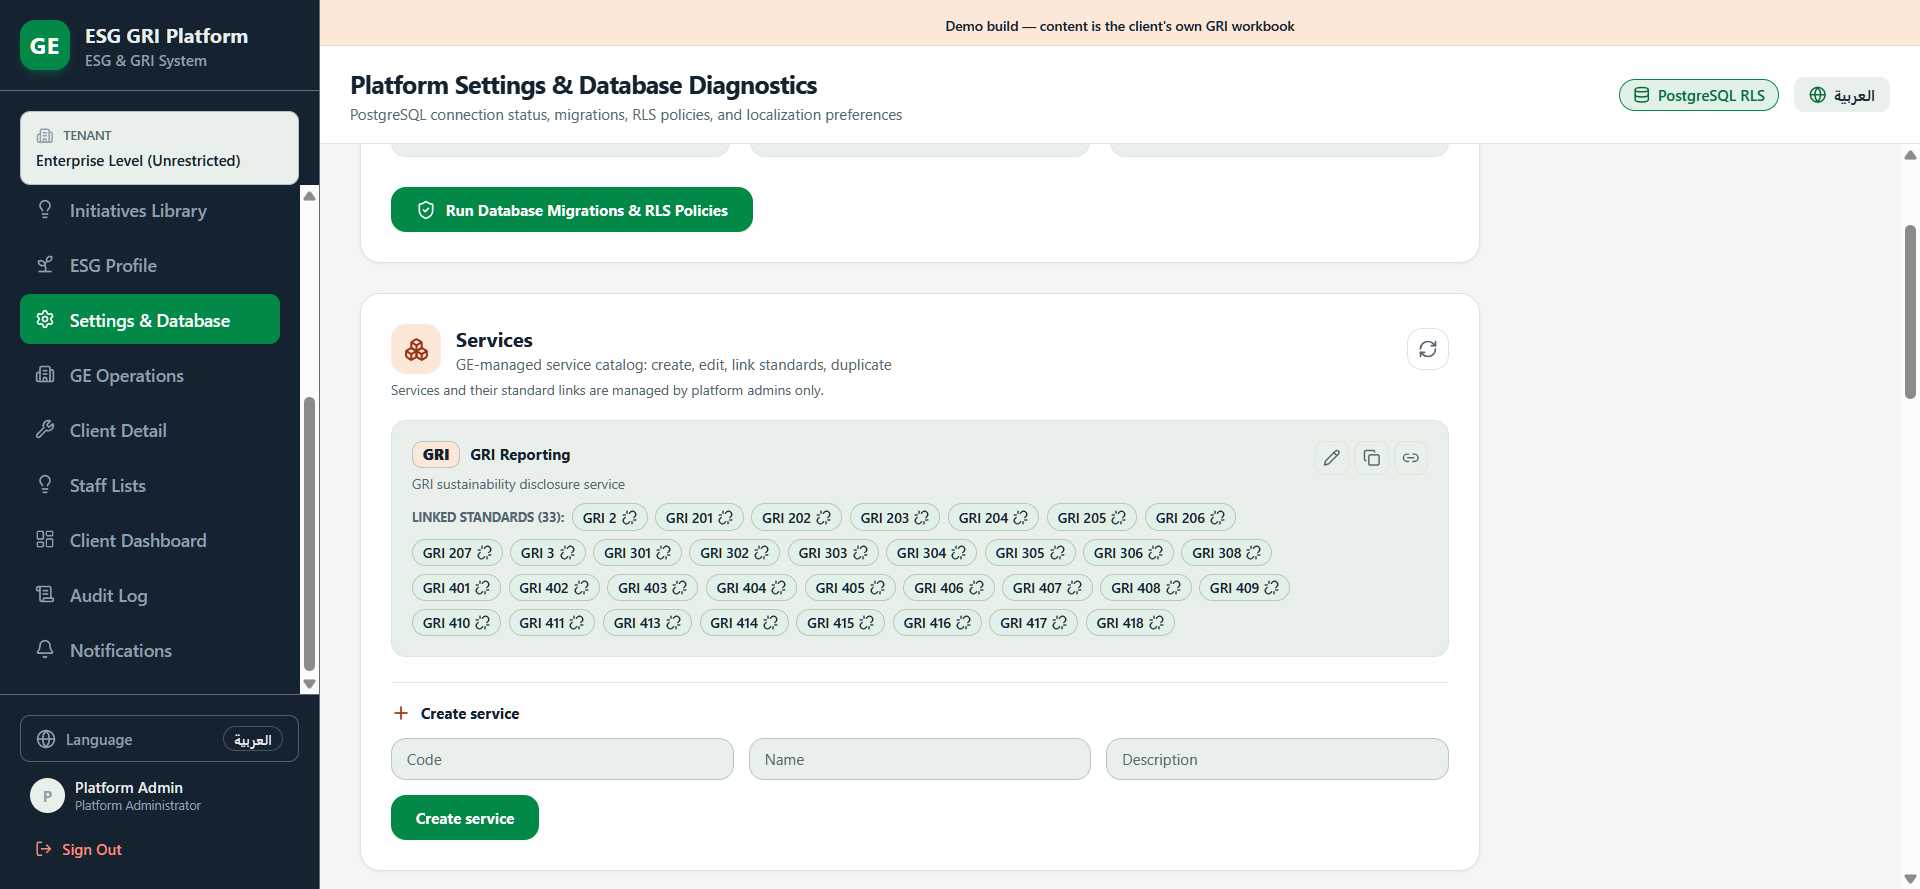 GE
ESG GRI Platform
ESG & GRI System
TENANT
Enterprise Level (Unrestricted)
Initiatives Library
ESG Profile
Settings & Database
GE Operations
Client Detail
Staff Lists
Client Dashboard
Audit Log
Notifications
Language
العربية
P
Platform Admin
Platform Administrator
Sign Out
Demo build — content is the client's own GRI workbook
Platform Settings & Database Diagnostics
PostgreSQL connection status, migrations, RLS policies, and localization preferences
PostgreSQL RLS
العربية
Run Database Migrations & RLS Policies
Services
GE-managed service catalog: create, edit, link standards, duplicate
Services and their standard links are managed by platform admins only.
GRI GRI Reporting
GRI sustainability disclosure service
LINKED STANDARDS (33): GRI 2 GRI 201 GRI 202 GRI 203 GRI 204 GRI 205 GRI 206
GRI 207 GRI 3 GRI 301 GRI 302 GRI 303 GRI 304 GRI 305 GRI 306 GRI 308
GRI 401 GRI 402 GRI 403 GRI 404 GRI 405 GRI 406 GRI 407 GRI 408 GRI 409
GRI 410 GRI 411 GRI 413 GRI 414 GRI 415 GRI 416 GRI 417 GRI 418
Create service
Code
Name
Description
Create service